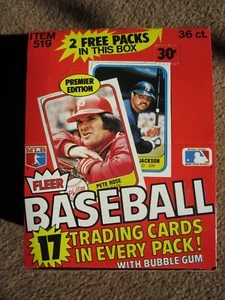 ITEM
519
2 FREE PACKS
IN THIS BOX
36 ct.
30¢
PREMIER
EDITION
JACKSON
PETE ROSE
FLEER
BASEBALL
17 TRADING CARDS
IN EVERY PACK!
WITH BUBBLE GUM